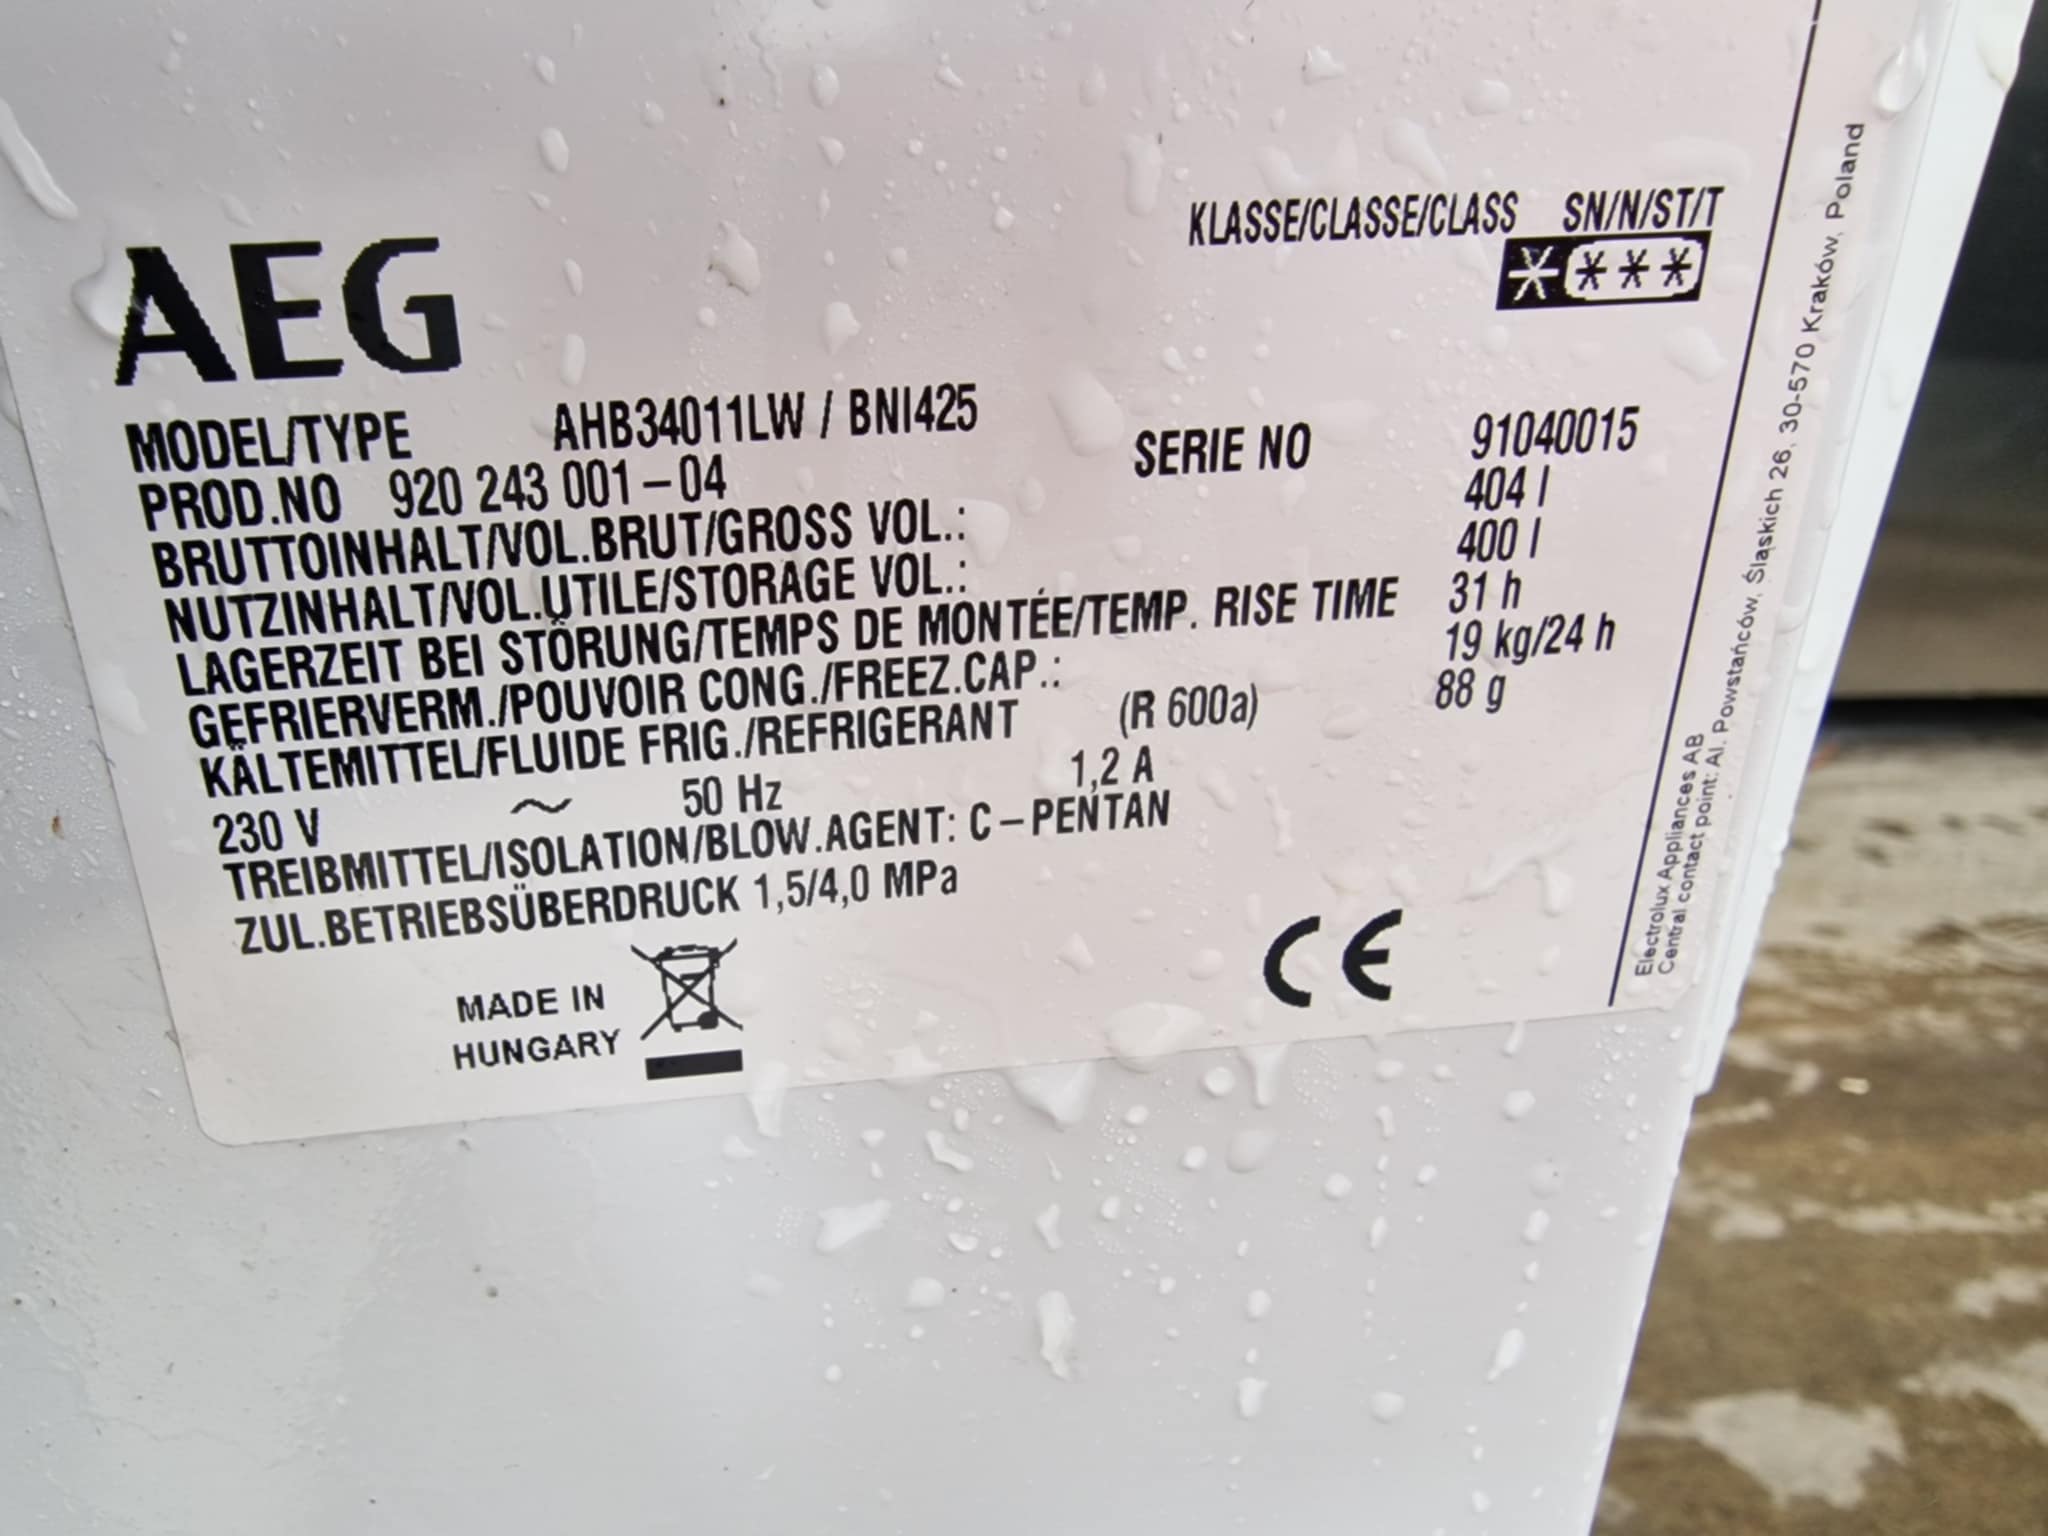 KLASSE/CLASSE/CLASS SN/N/ST/T
AEG
MODEL/TYPE AHB34011LW / BNI425
PROD.NO 920 243 001-04 SERIE NO 91040015
BRUTTOINHALT/VOL.BRUT/GROSS VOL.: 404 l
NUTZINHALT/VOL.UTILE/STORAGE VOL.: 400 l
LAGERZEIT BEI STÖRUNG/TEMPS DE MONTÉE/TEMP. RISE TIME 31 h
GEFRIERVERM./POUVOIR CONG./FREEZ.CAP.: 19 kg/24 h
KÄLTEMITTEL/FLUIDE FRIG./REFRIGERANT (R 600a) 88 g
230 V ~ 50 Hz 1,2 A
TREIBMITTEL/ISOLATION/BLOW.AGENT: C-PENTAN
ZUL.BETRIEBSÜBERDRUCK 1,5/4,0 MPa
MADE IN
HUNGARY
CE
Electrolux Appliances AB
Central contact point: Al. Powstańców, Śląskich 26, 30-570 Kraków, Poland